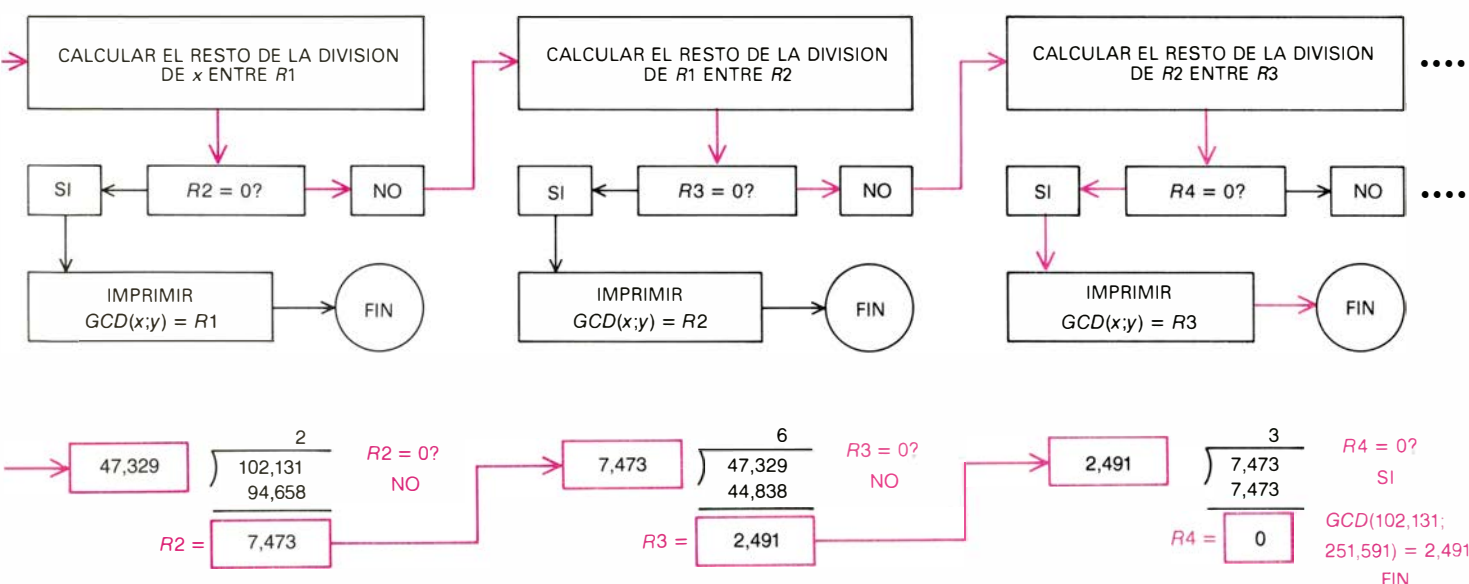 CALCULAR EL RESTO DE LA DIVISION
DE x ENTRE R1
CALCULAR EL RESTO DE LA DIVISION
DE R1 ENTRE R2
CALCULAR EL RESTO DE LA DIVISION
DE R2 ENTRE R3
....
SI
R2 = 0?
NO
SI
R3 = 0?
NO
SI
R4 = 0?
NO
....
IMPRIMIR
GCD(x;y) = R1
FIN
IMPRIMIR
GCD(x;y) = R2
FIN
IMPRIMIR
GCD(x;y) = R3
FIN
47,329
2
102,131
94,658
R2 = 7,473
R2 = 0?
NO
7,473
6
47,329
44,838
R3 = 2,491
R3 = 0?
NO
2,491
3
7,473
7,473
R4 = 0
R4 = 0?
SI
GCD(102,131;
251,591) = 2,491
FIN